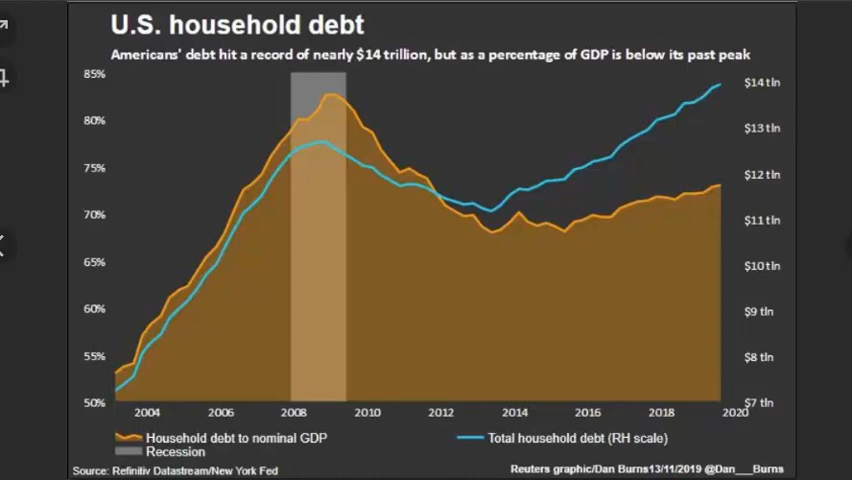 U.S. household debt
Americans' debt hit a record of nearly $14 trillion, but as a percentage of GDP is below its past peak
85%
80%
75%
70%
65%
60%
55%
50%
$14 tln
$13 tln
$12 tln
$11 tln
$10 tln
$9 tln
$8 tln
$7 tln
2004 2006 2008 2010 2012 2014 2016 2018 2020
Household debt to nominal GDP
Total household debt (RH scale)
Recession
Source: Refinitiv Datastream/New York Fed
Reuters graphic/Dan Burns13/11/2019 @Dan___Burns